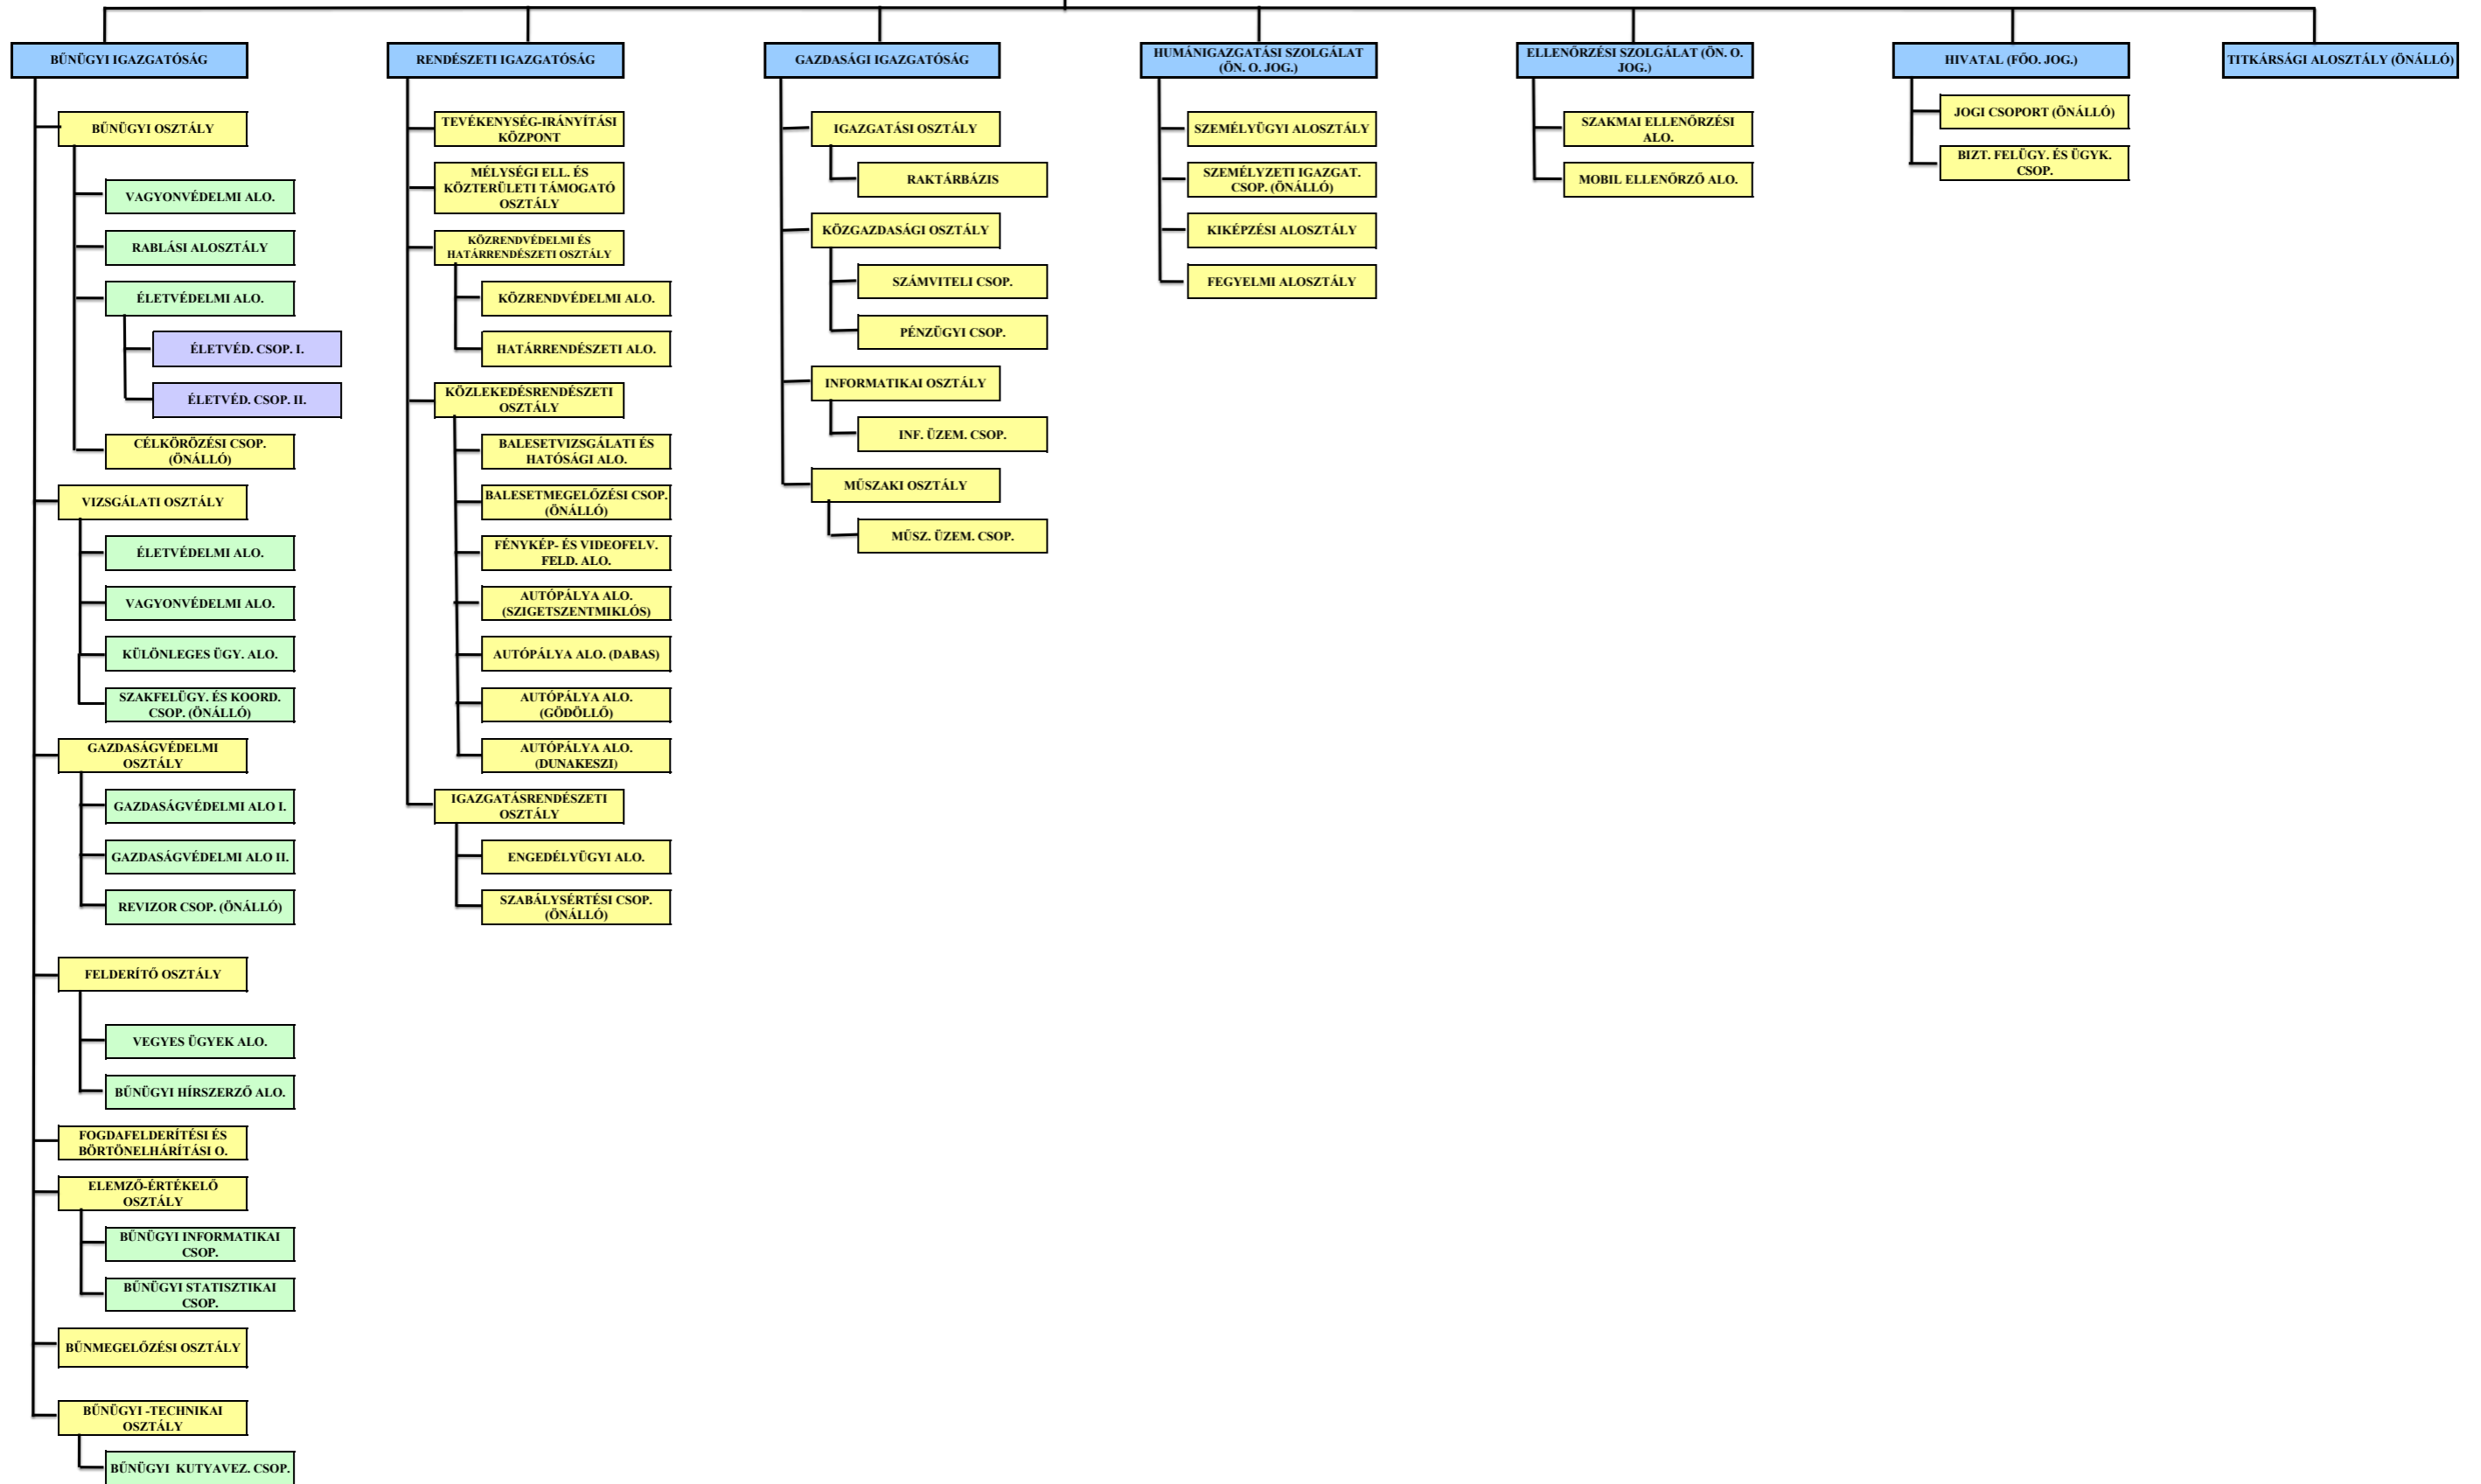 BŰNÜGYI IGAZGATÓSÁG
BŰNÜGYI OSZTÁLY
VAGYONVÉDELMI ALO.
RABLÁSI ALOSZTÁLY
ÉLETVÉDELMI ALO.
ÉLETVÉD. CSOP. I.
ÉLETVÉD. CSOP. II.
CÉLKÖRÖZÉSI CSOP.
(ÖNÁLLÓ)
VIZSGÁLATI OSZTÁLY
ÉLETVÉDELMI ALO.
VAGYONVÉDELMI ALO.
KÜLÖNLEGES ÜGY. ALO.
SZAKFELÜGY. ÉS KOORD.
CSOP. (ÖNÁLLÓ)
GAZDASÁGVÉDELMI
OSZTÁLY
GAZDASÁGVÉDELMI ALO I.
GAZDASÁGVÉDELMI ALO II.
REVIZOR CSOP. (ÖNÁLLÓ)
FELDERÍTŐ OSZTÁLY
VEGYES ÜGYEK ALO.
BŰNÜGYI HÍRSZERZŐ ALO.
FOGDAFELDERÍTÉSI ÉS
BÖRTÖNELHÁRÍTÁSI O.
ELEMZŐ-ÉRTÉKELŐ
OSZTÁLY
BŰNÜGYI INFORMATIKAI
CSOP.
BŰNÜGYI STATISZTIKAI
CSOP.
BŰNMEGELŐZÉSI OSZTÁLY
BŰNÜGYI -TECHNIKAI
OSZTÁLY
BŰNÜGYI KUTYAVEZ. CSOP.
RENDÉSZETI IGAZGATÓSÁG
TEVÉKENYSÉG-IRÁNYÍTÁSI
KÖZPONT
MÉLYSÉGI ELL. ÉS
KÖZTERÜLETI TÁMOGATÓ
OSZTÁLY
KÖZRENDVÉDELMI ÉS
HATÁRRENDÉSZETI OSZTÁLY
KÖZRENDVÉDELMI ALO.
HATÁRRENDÉSZETI ALO.
KÖZLEKEDÉSRENDÉSZETI
OSZTÁLY
BALESETVIZSGÁLATI ÉS
HATÓSÁGI ALO.
BALESETMEGELŐZÉSI CSOP.
(ÖNÁLLÓ)
FÉNYKÉP- ÉS VIDEOFELV.
FELD. ALO.
AUTÓPÁLYA ALO.
(SZIGETSZENTMIKLÓS)
AUTÓPÁLYA ALO. (DABAS)
AUTÓPÁLYA ALO.
(GÖDÖLLŐ)
AUTÓPÁLYA ALO.
(DUNAKESZI)
IGAZGATÁSRENDÉSZETI
OSZTÁLY
ENGEDÉLYÜGYI ALO.
SZABÁLYSÉRTÉSI CSOP.
(ÖNÁLLÓ)
GAZDASÁGI IGAZGATÓSÁG
IGAZGATÁSI OSZTÁLY
RAKTÁRBÁZIS
KÖZGAZDASÁGI OSZTÁLY
SZÁMVITELI CSOP.
PÉNZÜGYI CSOP.
INFORMATIKAI OSZTÁLY
INF. ÜZEM. CSOP.
MŰSZAKI OSZTÁLY
MŰSZ. ÜZEM. CSOP.
HUMÁNIGAZGATÁSI SZOLGÁLAT
(ÖN. O. JOG.)
SZEMÉLYÜGYI ALOSZTÁLY
SZEMÉLYZETI IGAZGAT.
CSOP. (ÖNÁLLÓ)
KIKÉPZÉSI ALOSZTÁLY
FEGYELMI ALOSZTÁLY
ELLENŐRZÉSI SZOLGÁLAT (ÖN. O.
JOG.)
SZAKMAI ELLENŐRZÉSI
ALO.
MOBIL ELLENŐRZŐ ALO.
HIVATAL (FŐO. JOG.)
JOGI CSOPORT (ÖNÁLLÓ)
BIZT. FELÜGY. ÉS ÜGYK.
CSOP.
TITKÁRSÁGI ALOSZTÁLY (ÖNÁLLÓ)